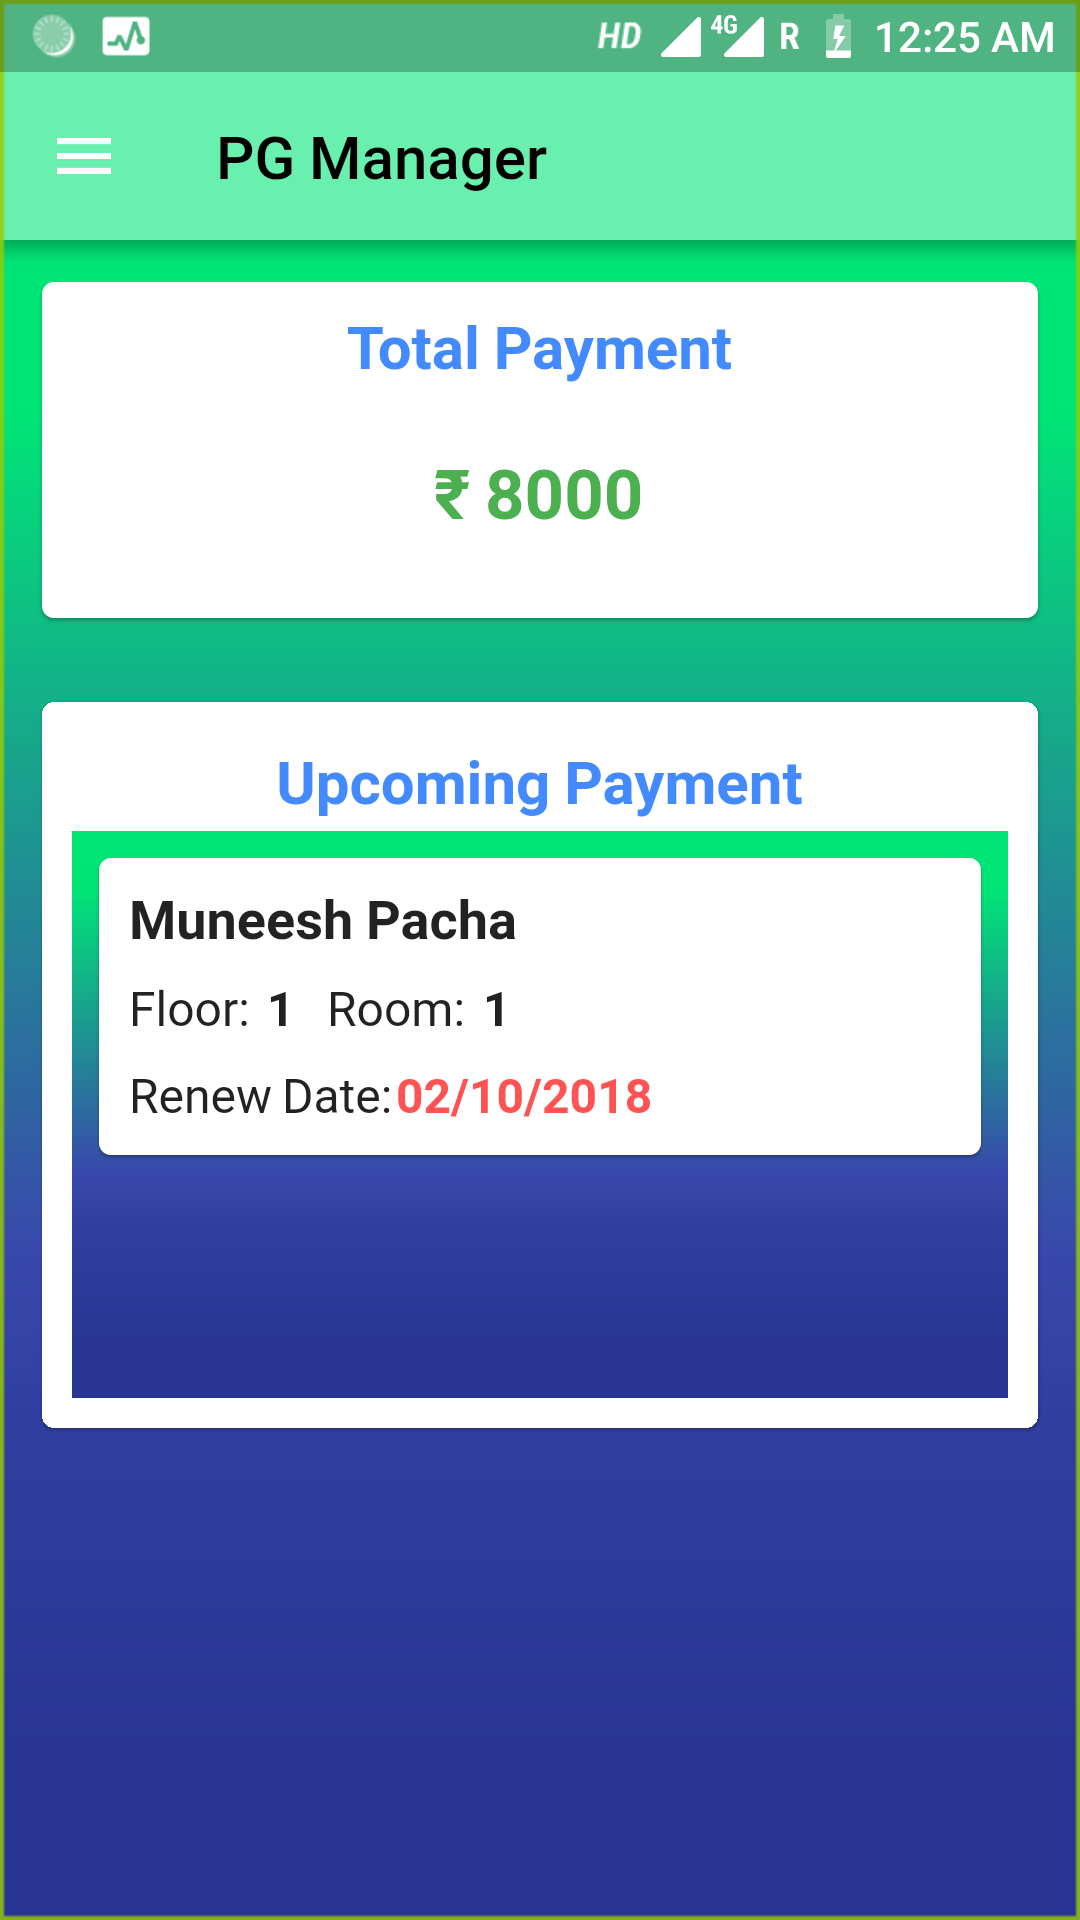 HD 4G R 12:25 AM
PG Manager
Total Payment
₹ 8000
Upcoming Payment
Muneesh Pacha
Floor: 1 Room: 1
Renew Date: 02/10/2018